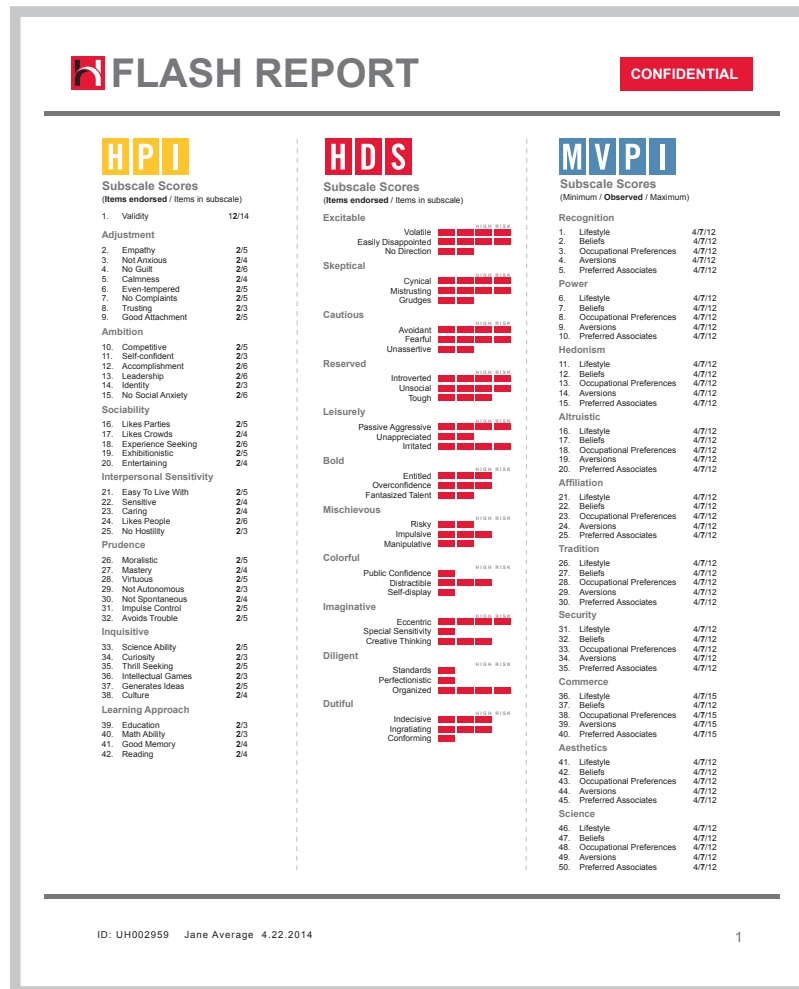 FLASH REPORT
CONFIDENTIAL
HPI
Subscale Scores
(Items endorsed / Items in subscale)
1. Validity 12/14
Adjustment
2. Empathy 2/5
3. Not Anxious 2/4
4. No Guilt 2/6
5. Calmness 2/4
6. Even-tempered 2/5
7. No Complaints 2/5
8. Trusting 2/3
9. Good Attachment 2/5
Ambition
10. Competitive 2/5
11. Self-confident 2/3
12. Accomplishment 2/6
13. Leadership 2/6
14. Identity 2/3
15. No Social Anxiety 2/6
Sociability
16. Likes Parties 2/5
17. Likes Crowds 2/4
18. Experience Seeking 2/6
19. Exhibitionistic 2/5
20. Entertaining 2/4
Interpersonal Sensitivity
21. Easy To Live With 2/5
22. Sensitive 2/4
23. Caring 2/4
24. Likes People 2/6
25. No Hostility 2/3
Prudence
26. Moralistic 2/5
27. Mastery 2/4
28. Virtuous 2/5
29. Not Autonomous 2/3
30. Not Spontaneous 2/4
31. Impulse Control 2/5
32. Avoids Trouble 2/5
Inquisitive
33. Science Ability 2/5
34. Curiosity 2/3
35. Thrill Seeking 2/5
36. Intellectual Games 2/3
37. Generates Ideas 2/5
38. Culture 2/4
Learning Approach
39. Education 2/3
40. Math Ability 2/3
41. Good Memory 2/4
42. Reading 2/4
HDS
Subscale Scores
(Items endorsed / Items in subscale)
Excitable
HIGH RISK
Volatile
Easily Disappointed
No Direction
Skeptical
HIGH RISK
Cynical
Mistrusting
Grudges
Cautious
HIGH RISK
Avoidant
Fearful
Unassertive
Reserved
HIGH RISK
Introverted
Unsocial
Tough
Leisurely
HIGH RISK
Passive Aggressive
Unappreciated
Irritated
Bold
HIGH RISK
Entitled
Overconfidence
Fantasized Talent
Mischievous
HIGH RISK
Risky
Impulsive
Manipulative
Colorful
HIGH RISK
Public Confidence
Distractible
Self-display
Imaginative
HIGH RISK
Eccentric
Special Sensitivity
Creative Thinking
Diligent
HIGH RISK
Standards
Perfectionistic
Organized
Dutiful
HIGH RISK
Indecisive
Ingratiating
Conforming
MVPI
Subscale Scores
(Minimum / Observed / Maximum)
Recognition
1. Lifestyle 4/7/12
2. Beliefs 4/7/12
3. Occupational Preferences 4/7/12
4. Aversions 4/7/12
5. Preferred Associates 4/7/12
Power
6. Lifestyle 4/7/12
7. Beliefs 4/7/12
8. Occupational Preferences 4/7/12
9. Aversions 4/7/12
10. Preferred Associates 4/7/12
Hedonism
11. Lifestyle 4/7/12
12. Beliefs 4/7/12
13. Occupational Preferences 4/7/12
14. Aversions 4/7/12
15. Preferred Associates 4/7/12
Altruistic
16. Lifestyle 4/7/12
17. Beliefs 4/7/12
18. Occupational Preferences 4/7/12
19. Aversions 4/7/12
20. Preferred Associates 4/7/12
Affiliation
21. Lifestyle 4/7/12
22. Beliefs 4/7/12
23. Occupational Preferences 4/7/12
24. Aversions 4/7/12
25. Preferred Associates 4/7/12
Tradition
26. Lifestyle 4/7/12
27. Beliefs 4/7/12
28. Occupational Preferences 4/7/12
29. Aversions 4/7/12
30. Preferred Associates 4/7/12
Security
31. Lifestyle 4/7/12
32. Beliefs 4/7/12
33. Occupational Preferences 4/7/12
34. Aversions 4/7/12
35. Preferred Associates 4/7/12
Commerce
36. Lifestyle 4/7/15
37. Beliefs 4/7/12
38. Occupational Preferences 4/7/15
39. Aversions 4/7/15
40. Preferred Associates 4/7/15
Aesthetics
41. Lifestyle 4/7/12
42. Beliefs 4/7/12
43. Occupational Preferences 4/7/12
44. Aversions 4/7/12
45. Preferred Associates 4/7/12
Science
46. Lifestyle 4/7/12
47. Beliefs 4/7/12
48. Occupational Preferences 4/7/12
49. Aversions 4/7/12
50. Preferred Associates 4/7/12
ID: UH002959 Jane Average 4.22.2014
1